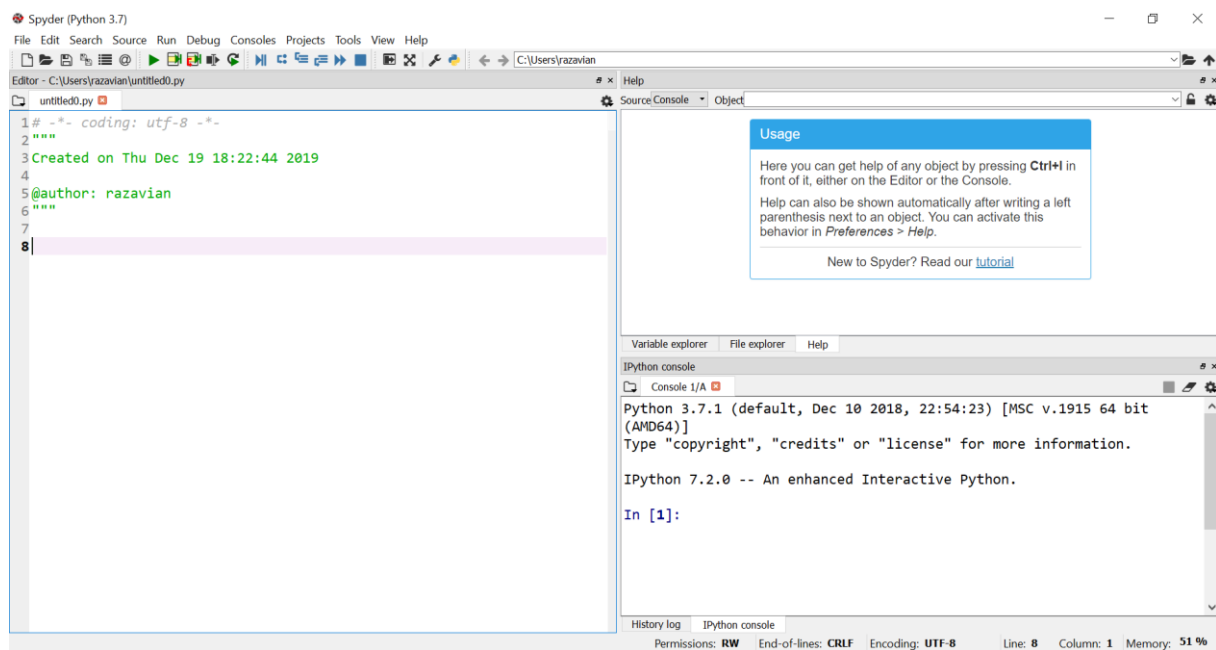 Spyder (Python 3.7)
File Edit Search Source Run Debug Consoles Projects Tools View Help
C:\Users\razavian
Editor - C:\Users\razavian\untitled0.py
untitled0.py
1 # -*- coding: utf-8 -*-
2 """
3 Created on Thu Dec 19 18:22:44 2019
4
5 @author: razavian
6 """
7
8
Help
Source Console Object
Usage
Here you can get help of any object by pressing Ctrl+I in
front of it, either on the Editor or the Console.
Help can also be shown automatically after writing a left
parenthesis next to an object. You can activate this
behavior in Preferences > Help.
New to Spyder? Read our tutorial
Variable explorer File explorer Help
IPython console
Console 1/A
Python 3.7.1 (default, Dec 10 2018, 22:54:23) [MSC v.1915 64 bit
(AMD64)]
Type "copyright", "credits" or "license" for more information.
IPython 7.2.0 -- An enhanced Interactive Python.
In [1]:
History log IPython console
Permissions: RW End-of-lines: CRLF Encoding: UTF-8 Line: 8 Column: 1 Memory: 51 %